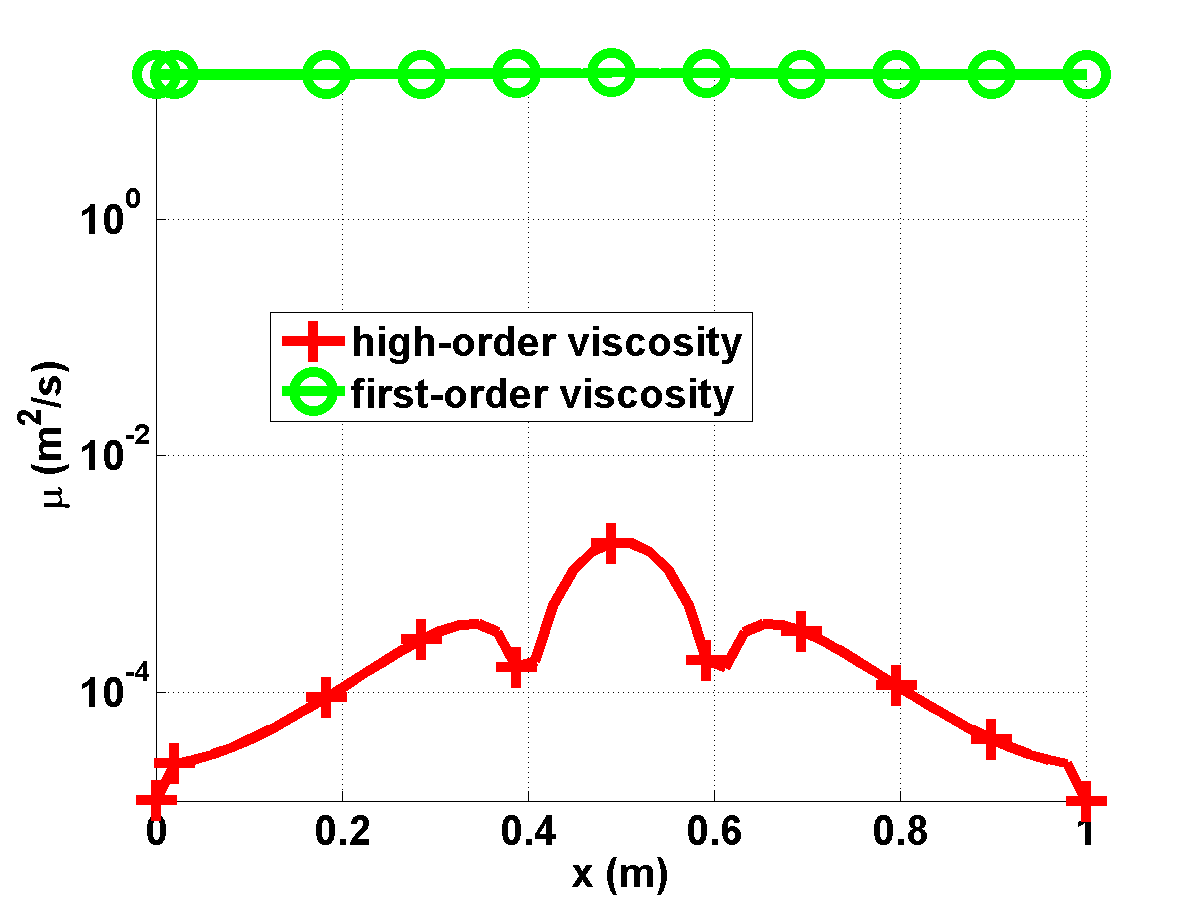 10^0
10^-2
10^-4
μ (m^2/s)
high-order viscosity
first-order viscosity
0 0.2 0.4 0.6 0.8 1
x (m)